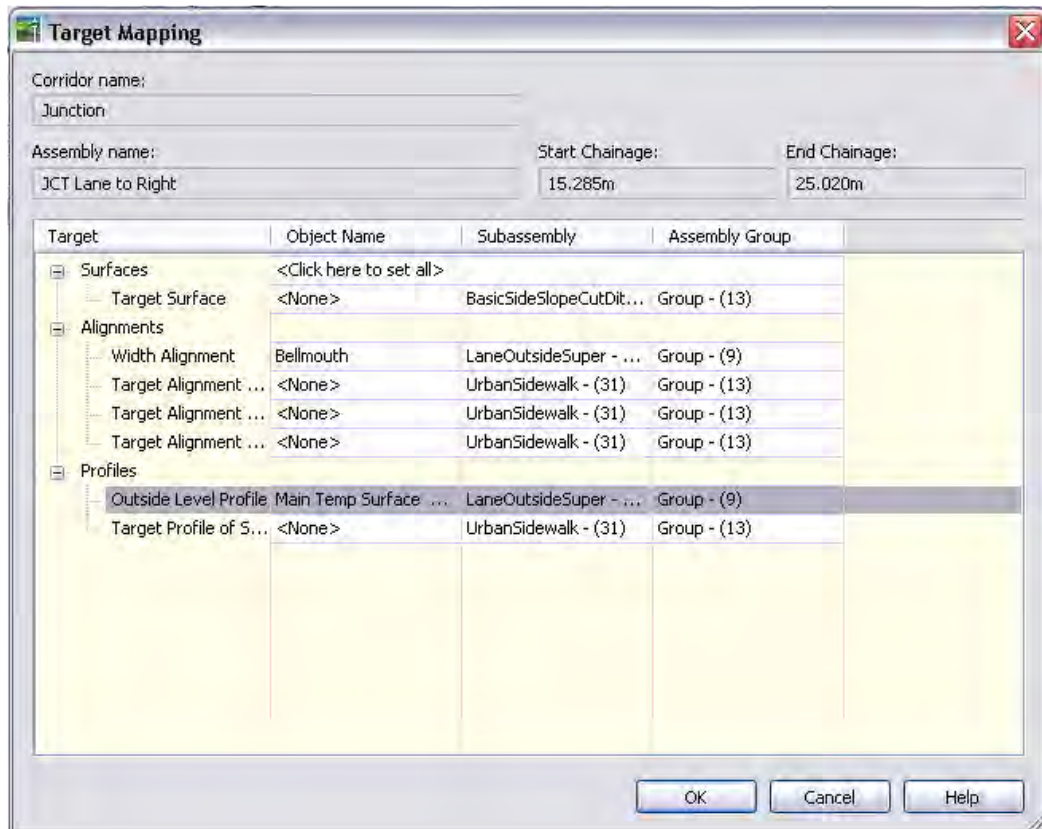 Target Mapping
Corridor name:
Junction
Assembly name: Start Chainage: End Chainage:
JCT Lane to Right 15.285m 25.020m
Target Object Name Subassembly Assembly Group
Surfaces <Click here to set all>
Target Surface <None> BasicSideSlopeCutDit... Group - (13)
Alignments
Width Alignment Bellmouth LaneOutsideSuper - ... Group - (9)
Target Alignment ... <None> UrbanSidewalk - (31) Group - (13)
Target Alignment ... <None> UrbanSidewalk - (31) Group - (13)
Target Alignment ... <None> UrbanSidewalk - (31) Group - (13)
Profiles
Outside Level Profile Main Temp Surface ... LaneOutsideSuper - ... Group - (9)
Target Profile of S... <None> UrbanSidewalk - (31) Group - (13)
OK Cancel Help